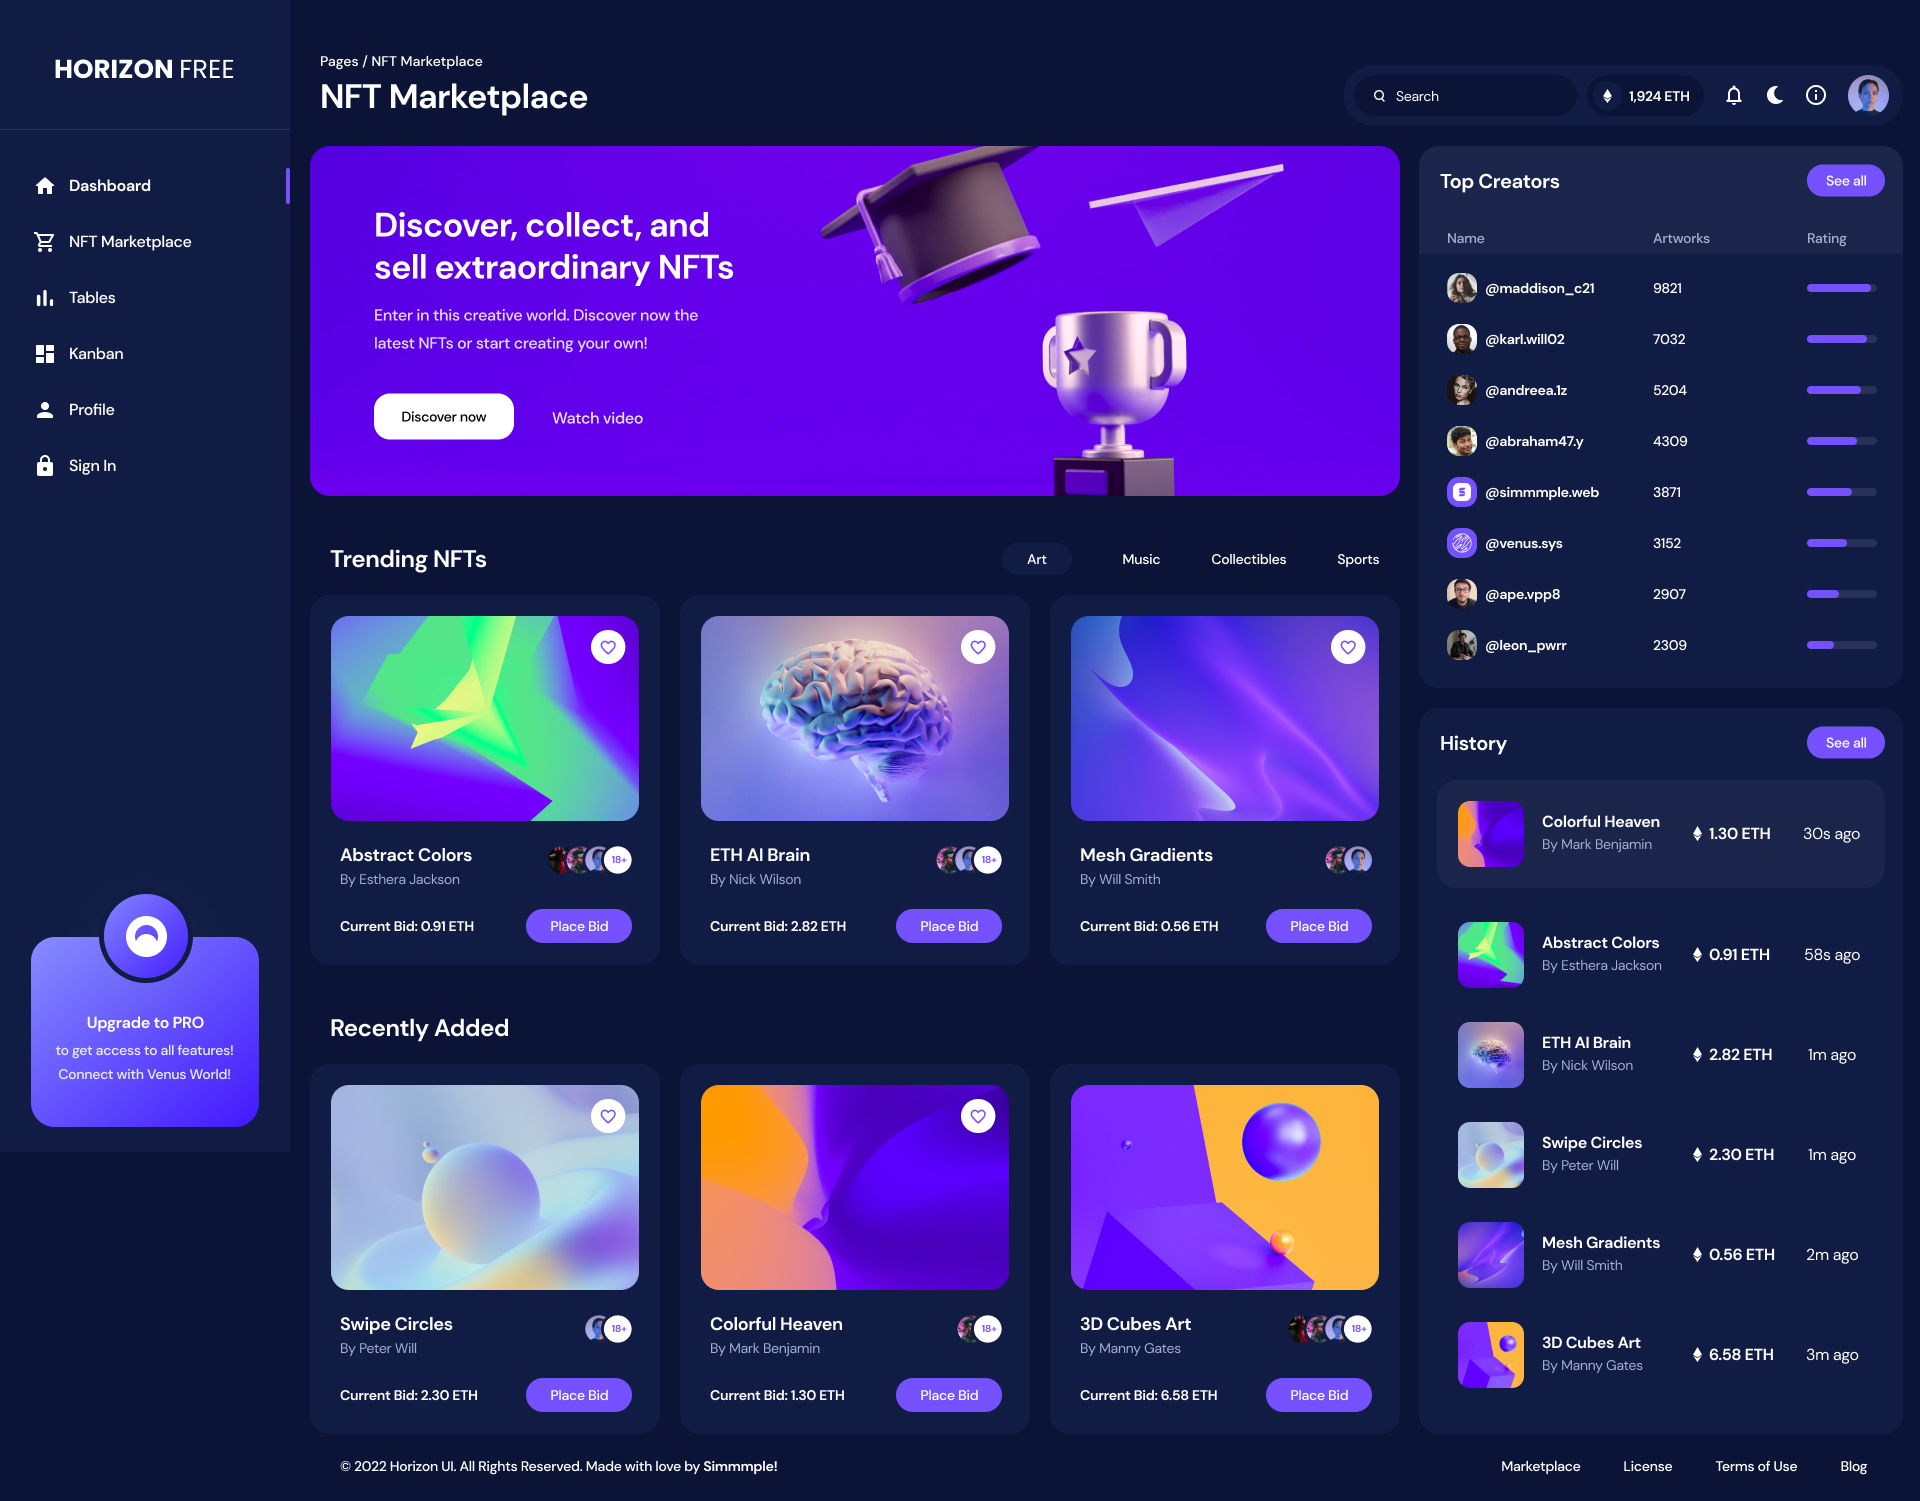 HORIZON FREE
Dashboard
NFT Marketplace
Tables
Kanban
Profile
Sign In
Upgrade to PRO
to get access to all features!
Connect with Venus World!
Pages / NFT Marketplace
NFT Marketplace
Search
1,924 ETH
Discover, collect, and
sell extraordinary NFTs
Enter in this creative world. Discover now the
latest NFTs or start creating your own!
Discover now
Watch video
Trending NFTs
Art
Music
Collectibles
Sports
Abstract Colors
By Esthera Jackson
18+
Current Bid: 0.91 ETH
Place Bid
ETH AI Brain
By Nick Wilson
18+
Current Bid: 2.82 ETH
Place Bid
Mesh Gradients
By Will Smith
Current Bid: 0.56 ETH
Place Bid
Recently Added
Swipe Circles
By Peter Will
18+
Current Bid: 2.30 ETH
Place Bid
Colorful Heaven
By Mark Benjamin
18+
Current Bid: 1.30 ETH
Place Bid
3D Cubes Art
By Manny Gates
18+
Current Bid: 6.58 ETH
Place Bid
Top Creators
See all
Name Artworks Rating
@maddison_c21 9821
@karl.will02 7032
@andreea.1z 5204
@abraham47.y 4309
@simmmple.web 3871
@venus.sys 3152
@ape.vpp8 2907
@leon_pwrr 2309
History
See all
Colorful Heaven
By Mark Benjamin
1.30 ETH
30s ago
Abstract Colors
By Esthera Jackson
0.91 ETH
58s ago
ETH AI Brain
By Nick Wilson
2.82 ETH
1m ago
Swipe Circles
By Peter Will
2.30 ETH
1m ago
Mesh Gradients
By Will Smith
0.56 ETH
2m ago
3D Cubes Art
By Manny Gates
6.58 ETH
3m ago
© 2022 Horizon UI. All Rights Reserved. Made with love by Simmmple!
Marketplace
License
Terms of Use
Blog